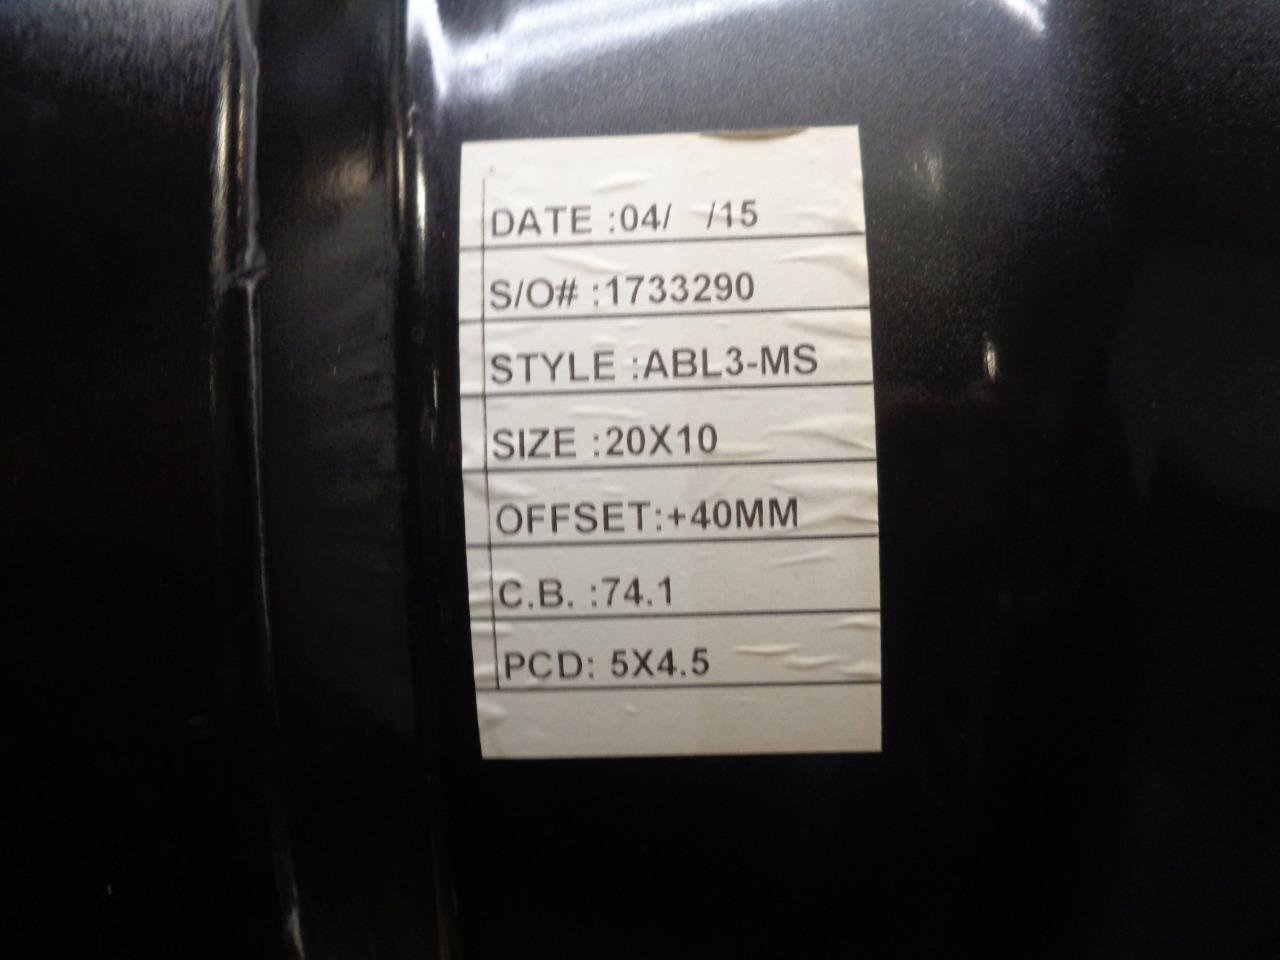 DATE :04/ /15
S/O# :1733290
STYLE :ABL3-MS
SIZE :20X10
OFFSET:+40MM
C.B. :74.1
PCD: 5X4.5